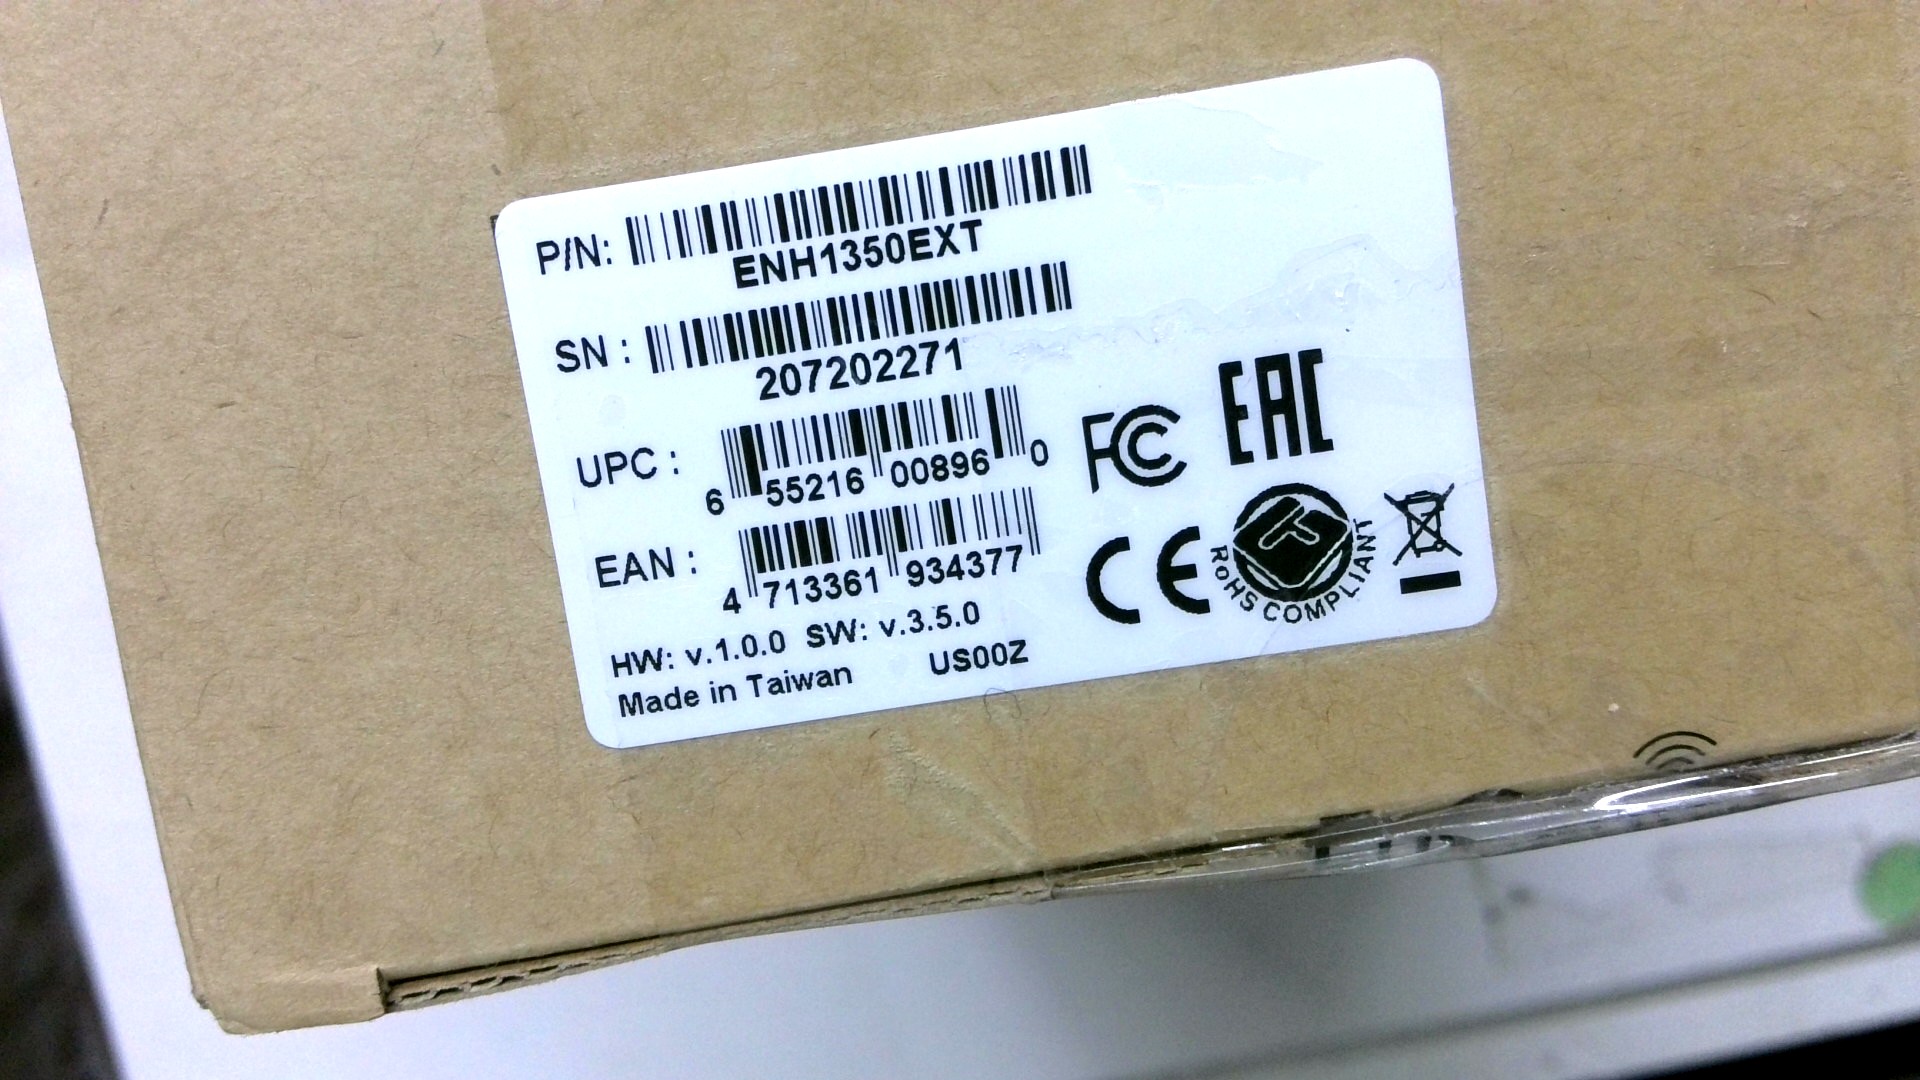 P/N: ENH1350EXT
SN : 207202271
UPC : 6 55216 00896 0
EAN : 4 713361 934377
HW: v.1.0.0 SW: v.3.5.0
Made in Taiwan US00Z
FC
EAC
CE
RoHS COMPLIANT